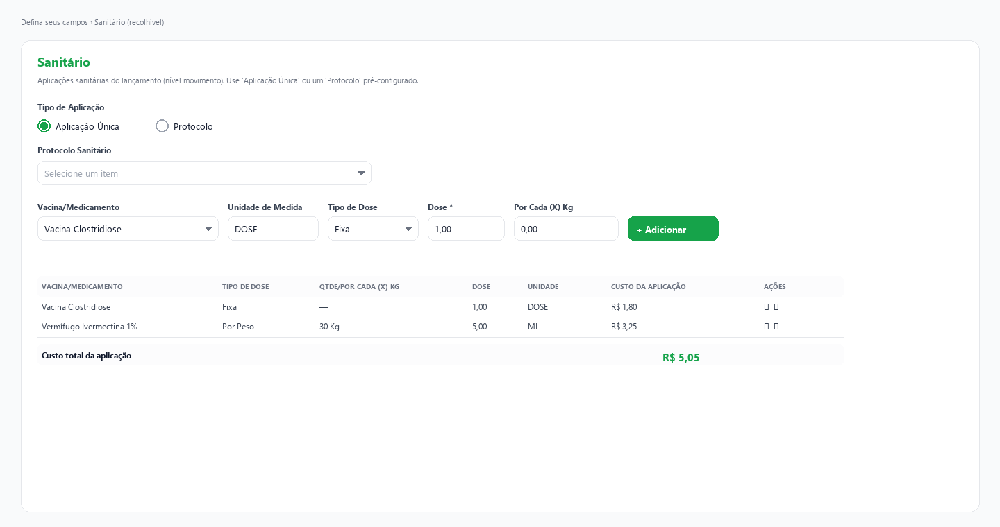 Defina seus campos › Sanitário (recolhível)
Sanitário
Aplicações sanitárias do lançamento (nível movimento). Use 'Aplicação Única' ou um 'Protocolo' pré-configurado.
Tipo de Aplicação
Aplicação Única Protocolo
Protocolo Sanitário
Selecione um item
Vacina/Medicamento Unidade de Medida Tipo de Dose Dose * Por Cada (X) Kg
Vacina Clostridiose DOSE Fixa 1,00 0,00 + Adicionar
VACINA/MEDICAMENTO TIPO DE DOSE QTDE/POR CADA (X) KG DOSE UNIDADE CUSTO DA APLICAÇÃO AÇÕES
Vacina Clostridiose Fixa — 1,00 DOSE R$ 1,80
Vermífugo Ivermectina 1% Por Peso 30 Kg 5,00 ML R$ 3,25
Custo total da aplicação R$ 5,05